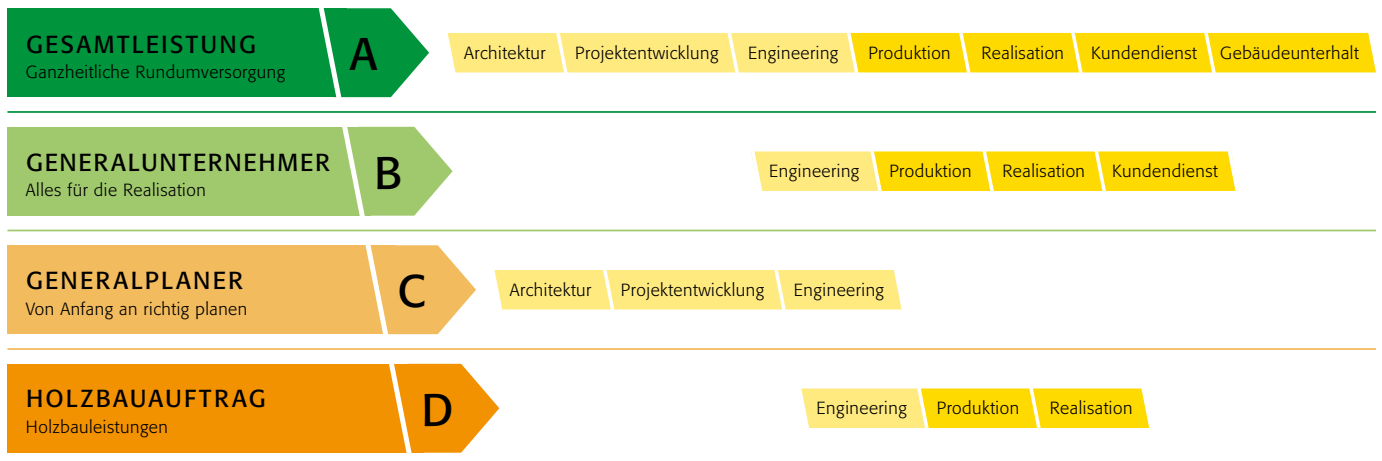 GESAMTLEISTUNG
Ganzheitliche Rundumversorgung
A
Architektur Projektentwicklung Engineering Produktion Realisation Kundendienst Gebäudeunterhalt
GENERALUNTERNEHMER
Alles für die Realisation
B
Engineering Produktion Realisation Kundendienst
GENERALPLANER
Von Anfang an richtig planen
C
Architektur Projektentwicklung Engineering
HOLZBAUAUFTRAG
Holzbauleistungen
D
Engineering Produktion Realisation